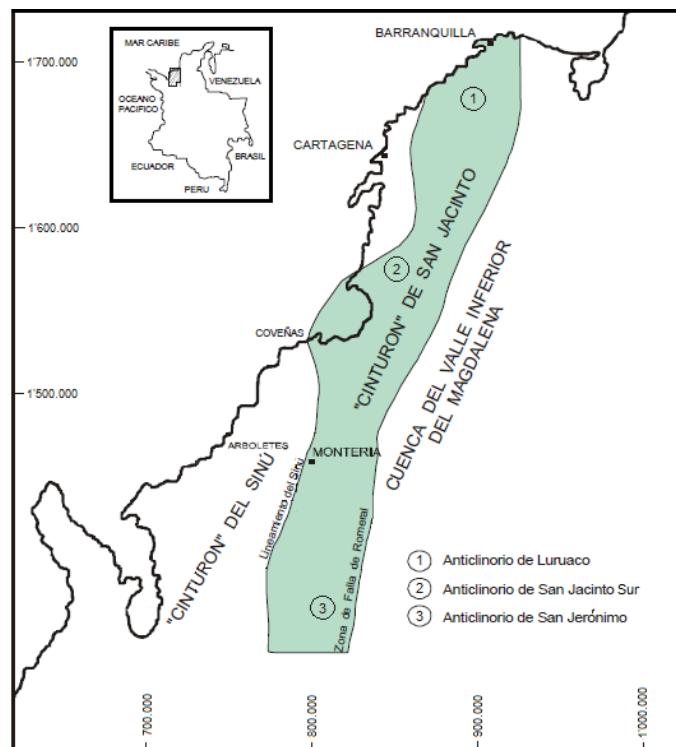 MAR CARIBE
VENEZUELA
OCEANO
PACIFICO
ECUADOR
BRASIL
PERU
BARRANQUILLA
1'700.000
1
CARTAGENA
1'600.000
2
"CINTURON" DE SAN JACINTO
CUENCA DEL VALLE INFERIOR
DEL MAGDALENA
COVEÑAS
1'500.000
ARBOLETES
MONTERIA
"CINTURON" DEL SINÚ
Lineamiento del Sinú
Zona de Falla de Romeral
3
1 Anticlinorio de Luruaco
2 Anticlinorio de San Jacinto Sur
3 Anticlinorio de San Jerónimo
700.000
800.000
900.000
1'000.000